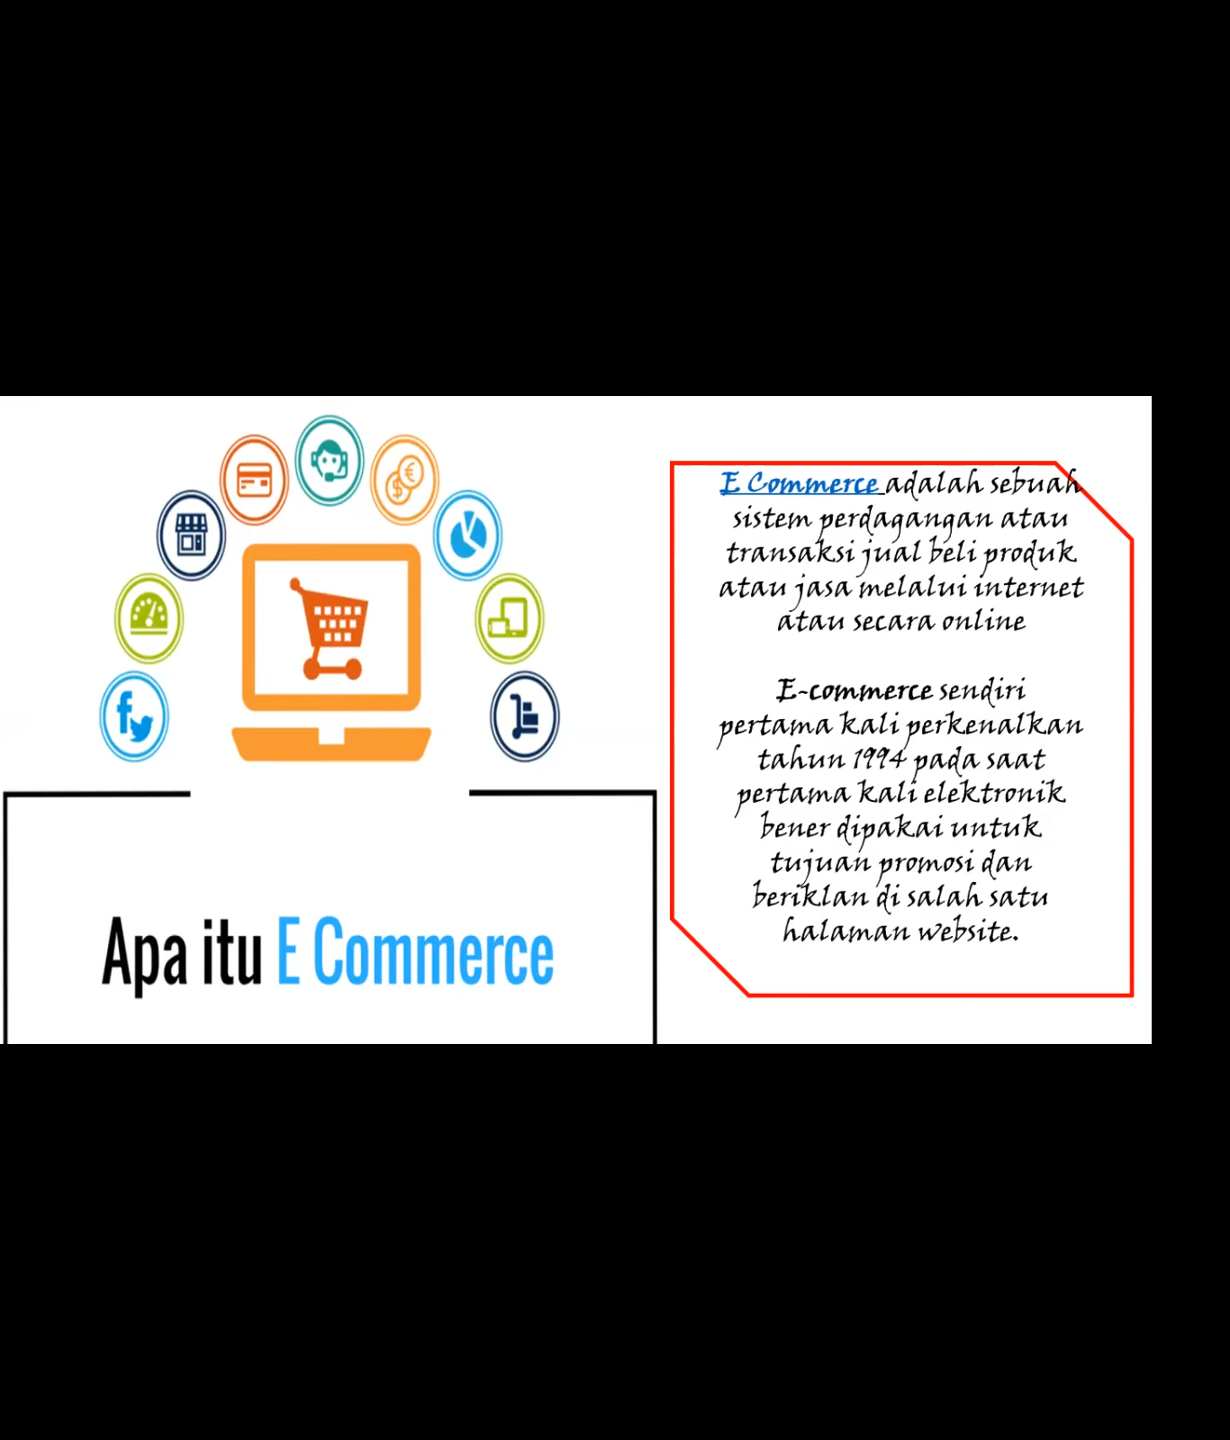 Apa itu E Commerce
E Commerce adalah sebuah
sistem perdagangan atau
transaksi jual beli produk
atau jasa melalui internet
atau secara online
E-commerce sendiri
pertama kali perkenalkan
tahun 1994 pada saat
pertama kali elektronik
bener dipakai untuk
tujuan promosi dan
beriklan di salah satu
halaman website.